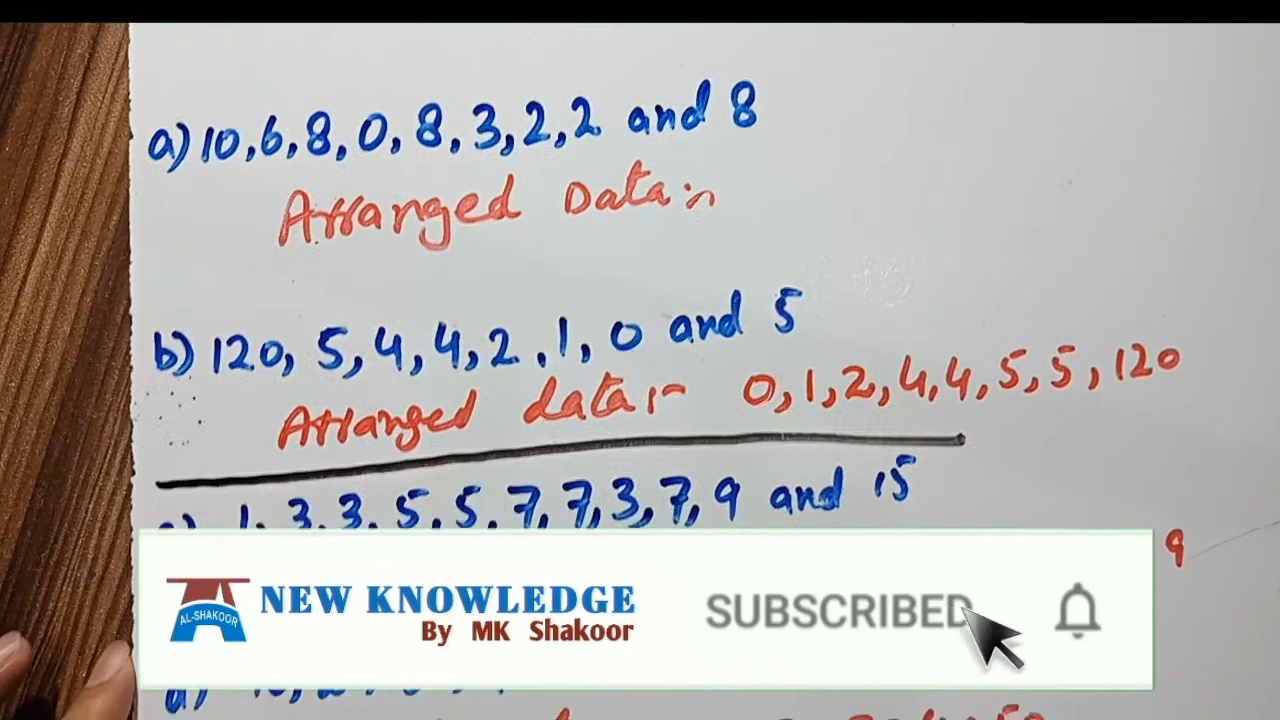 a) 10, 6, 8, 0, 8, 3, 2, 2 and 8
Arranged Data:-
b) 120, 5, 4, 4, 2, 1, 0 and 5
Arranged data:- 0, 1, 2, 4, 4, 5, 5, 120
1, 3, 3, 5, 5, 7, 7, 3, 7, 9 and 15
9
AL-SHAKOOR
NEW KNOWLEDGE
By MK Shakoor
SUBSCRIBED